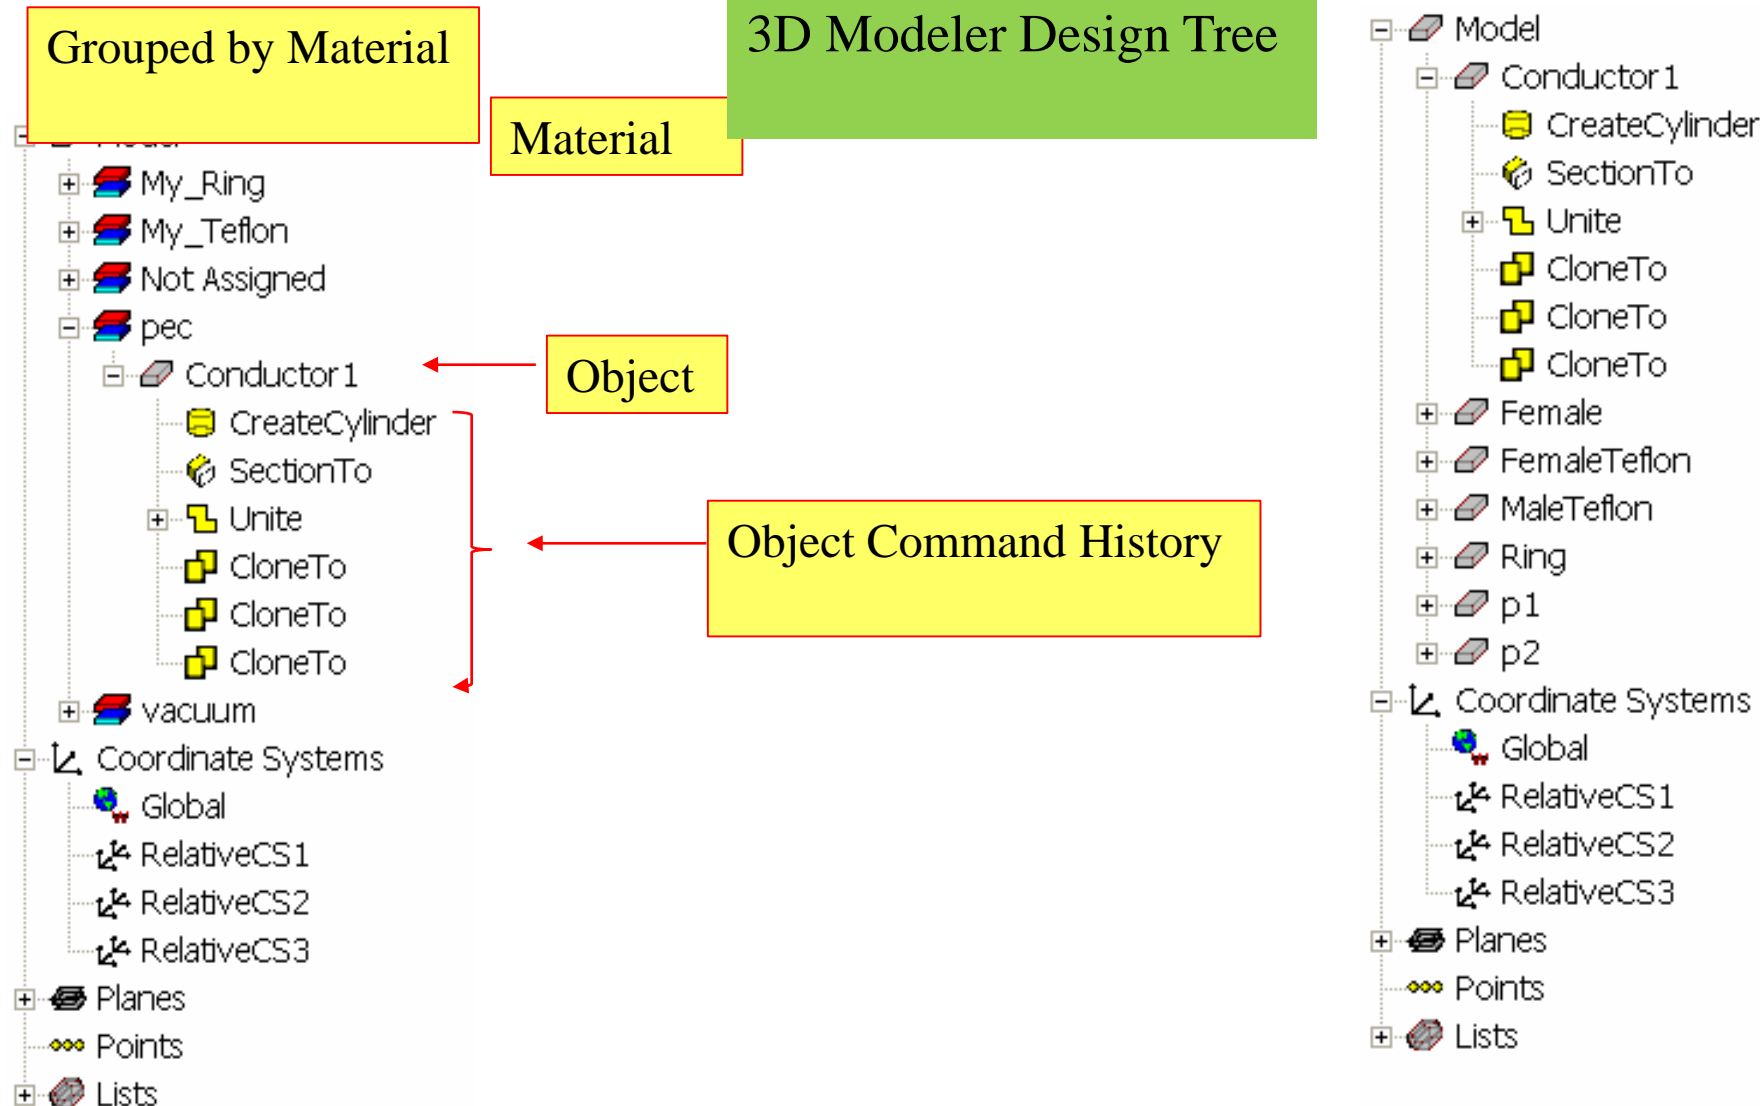 Grouped by Material
3D Modeler Design Tree
Material
My_Ring
My_Teflon
Not Assigned
pec
Conductor1
Object
CreateCylinder
SectionTo
Unite
Object Command History
CloneTo
CloneTo
CloneTo
vacuum
Coordinate Systems
Global
RelativeCS1
RelativeCS2
RelativeCS3
Planes
Points
Lists
Model
Conductor1
CreateCylinder
SectionTo
Unite
CloneTo
CloneTo
CloneTo
Female
FemaleTeflon
MaleTeflon
Ring
p1
p2
Coordinate Systems
Global
RelativeCS1
RelativeCS2
RelativeCS3
Planes
Points
Lists